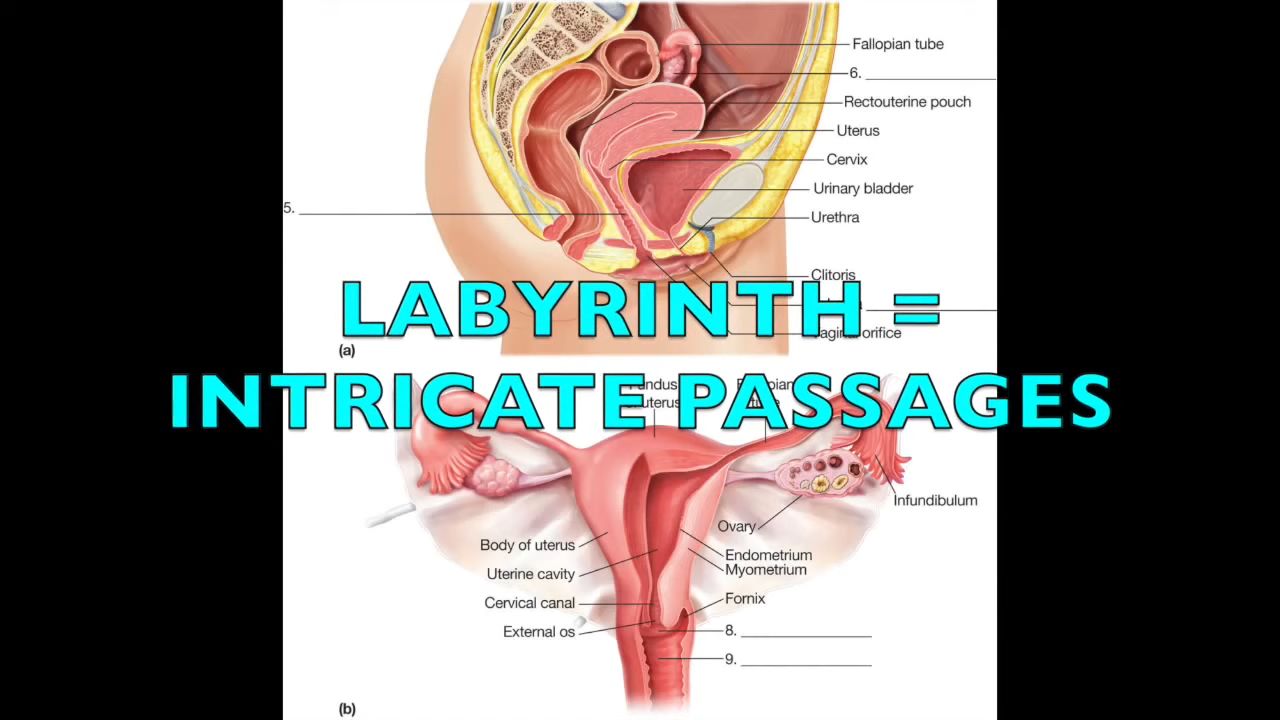 Fallopian tube
6.
Rectouterine pouch
Uterus
Cervix
Urinary bladder
5.
Urethra
Clitoris
LABYRINTH =
orifice
(a)
INTRICATE PASSAGES
Infundibulum
Ovary
Body of uterus
Endometrium
Myometrium
Uterine cavity
Fornix
Cervical canal
External os
8.
9.
(b)